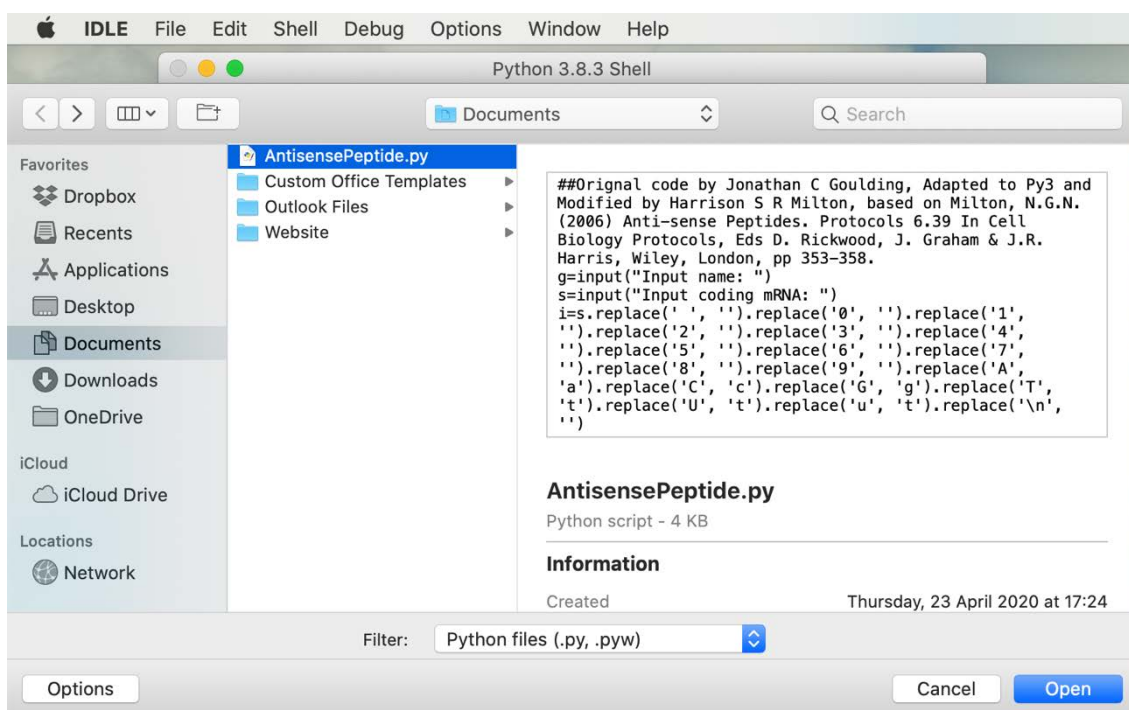 IDLE File Edit Shell Debug Options Window Help
Python 3.8.3 Shell
Documents
Search
Favorites
Dropbox
Recents
Applications
Desktop
Documents
Downloads
OneDrive
iCloud
iCloud Drive
Locations
Network
AntisensePeptide.py
Custom Office Templates
Outlook Files
Website
##Orignal code by Jonathan C Goulding, Adapted to Py3 and
Modified by Harrison S R Milton, based on Milton, N.G.N.
(2006) Anti-sense Peptides. Protocols 6.39 In Cell
Biology Protocols, Eds D. Rickwood, J. Graham & J.R.
Harris, Wiley, London, pp 353–358.
g=input("Input name: ")
s=input("Input coding mRNA: ")
i=s.replace(' ', '').replace('0', '').replace('1',
'').replace('2', '').replace('3', '').replace('4',
'').replace('5', '').replace('6', '').replace('7',
'').replace('8', '').replace('9', '').replace('A',
'a').replace('C', 'c').replace('G', 'g').replace('T',
't').replace('U', 't').replace('u', 't').replace('\n',
'')
AntisensePeptide.py
Python script - 4 KB
Information
Created Thursday, 23 April 2020 at 17:24
Filter: Python files (.py, .pyw)
Options Cancel Open